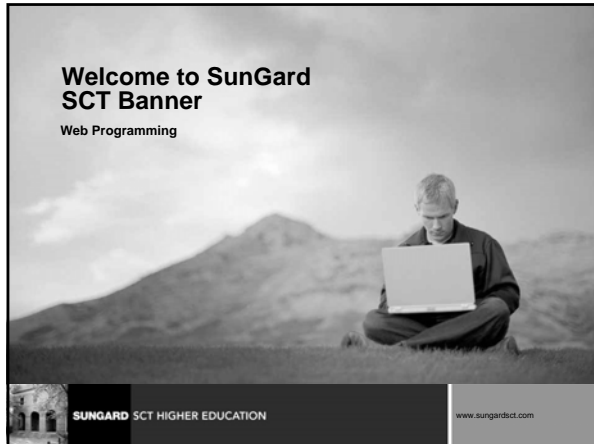 Welcome to SunGard
SCT Banner
Web Programming
SUNGARD SCT HIGHER EDUCATION
www.sungardsct.com